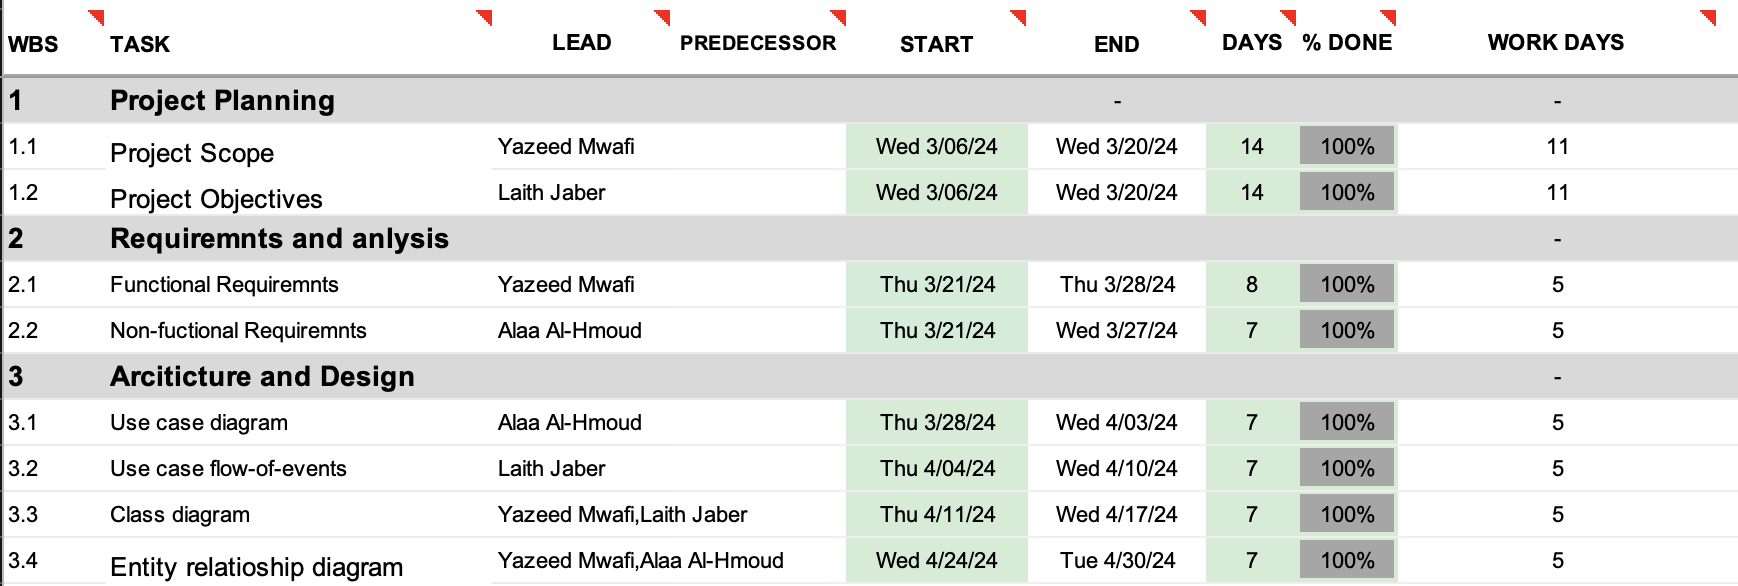 WBS TASK LEAD PREDECESSOR START END DAYS % DONE WORK DAYS
1 Project Planning - -
1.1 Project Scope Yazeed Mwafi Wed 3/06/24 Wed 3/20/24 14 100% 11
1.2 Project Objectives Laith Jaber Wed 3/06/24 Wed 3/20/24 14 100% 11
2 Requiremnts and anlysis -
2.1 Functional Requiremnts Yazeed Mwafi Thu 3/21/24 Thu 3/28/24 8 100% 5
2.2 Non-fuctional Requiremnts Alaa Al-Hmoud Thu 3/21/24 Wed 3/27/24 7 100% 5
3 Arciticture and Design -
3.1 Use case diagram Alaa Al-Hmoud Thu 3/28/24 Wed 4/03/24 7 100% 5
3.2 Use case flow-of-events Laith Jaber Thu 4/04/24 Wed 4/10/24 7 100% 5
3.3 Class diagram Yazeed Mwafi,Laith Jaber Thu 4/11/24 Wed 4/17/24 7 100% 5
3.4 Entity relatioship diagram Yazeed Mwafi,Alaa Al-Hmoud Wed 4/24/24 Tue 4/30/24 7 100% 5